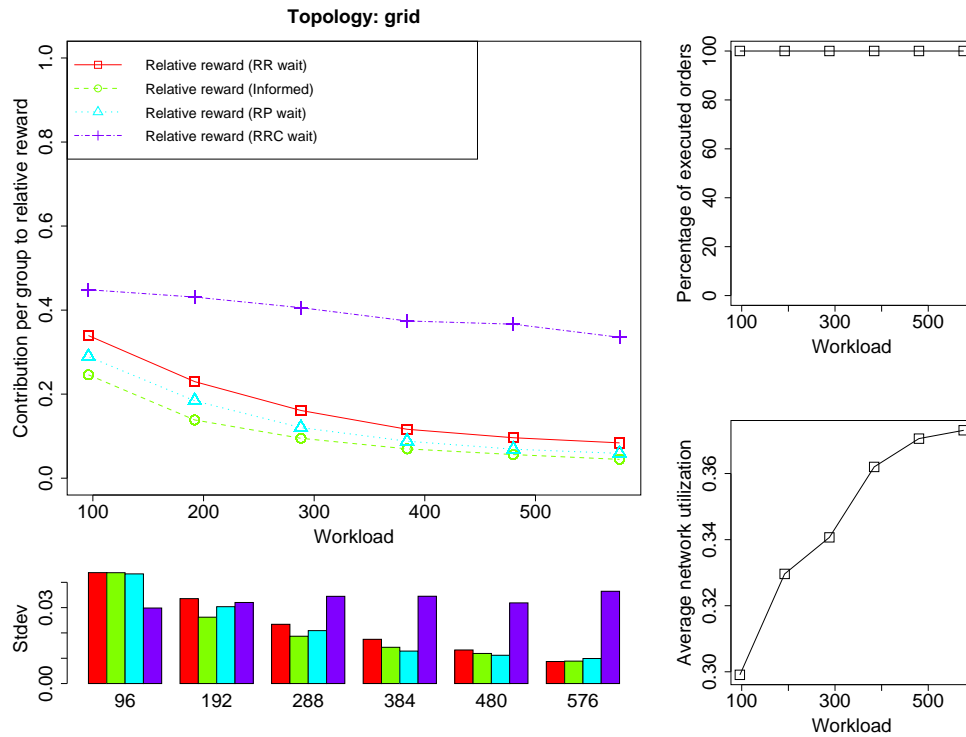 Topology: grid
Contribution per group to relative reward
1.0
0.8
0.6
0.4
0.2
0.0
Relative reward (RR wait)
Relative reward (Informed)
Relative reward (RP wait)
Relative reward (RRC wait)
100 200 300 400 500
Workload
Stdev
0.03
0.00
96 192 288 384 480 576
Percentage of executed orders
100
80
60
40
20
0
100 300 500
Workload
Average network utilization
0.36
0.34
0.32
0.30
100 300 500
Workload